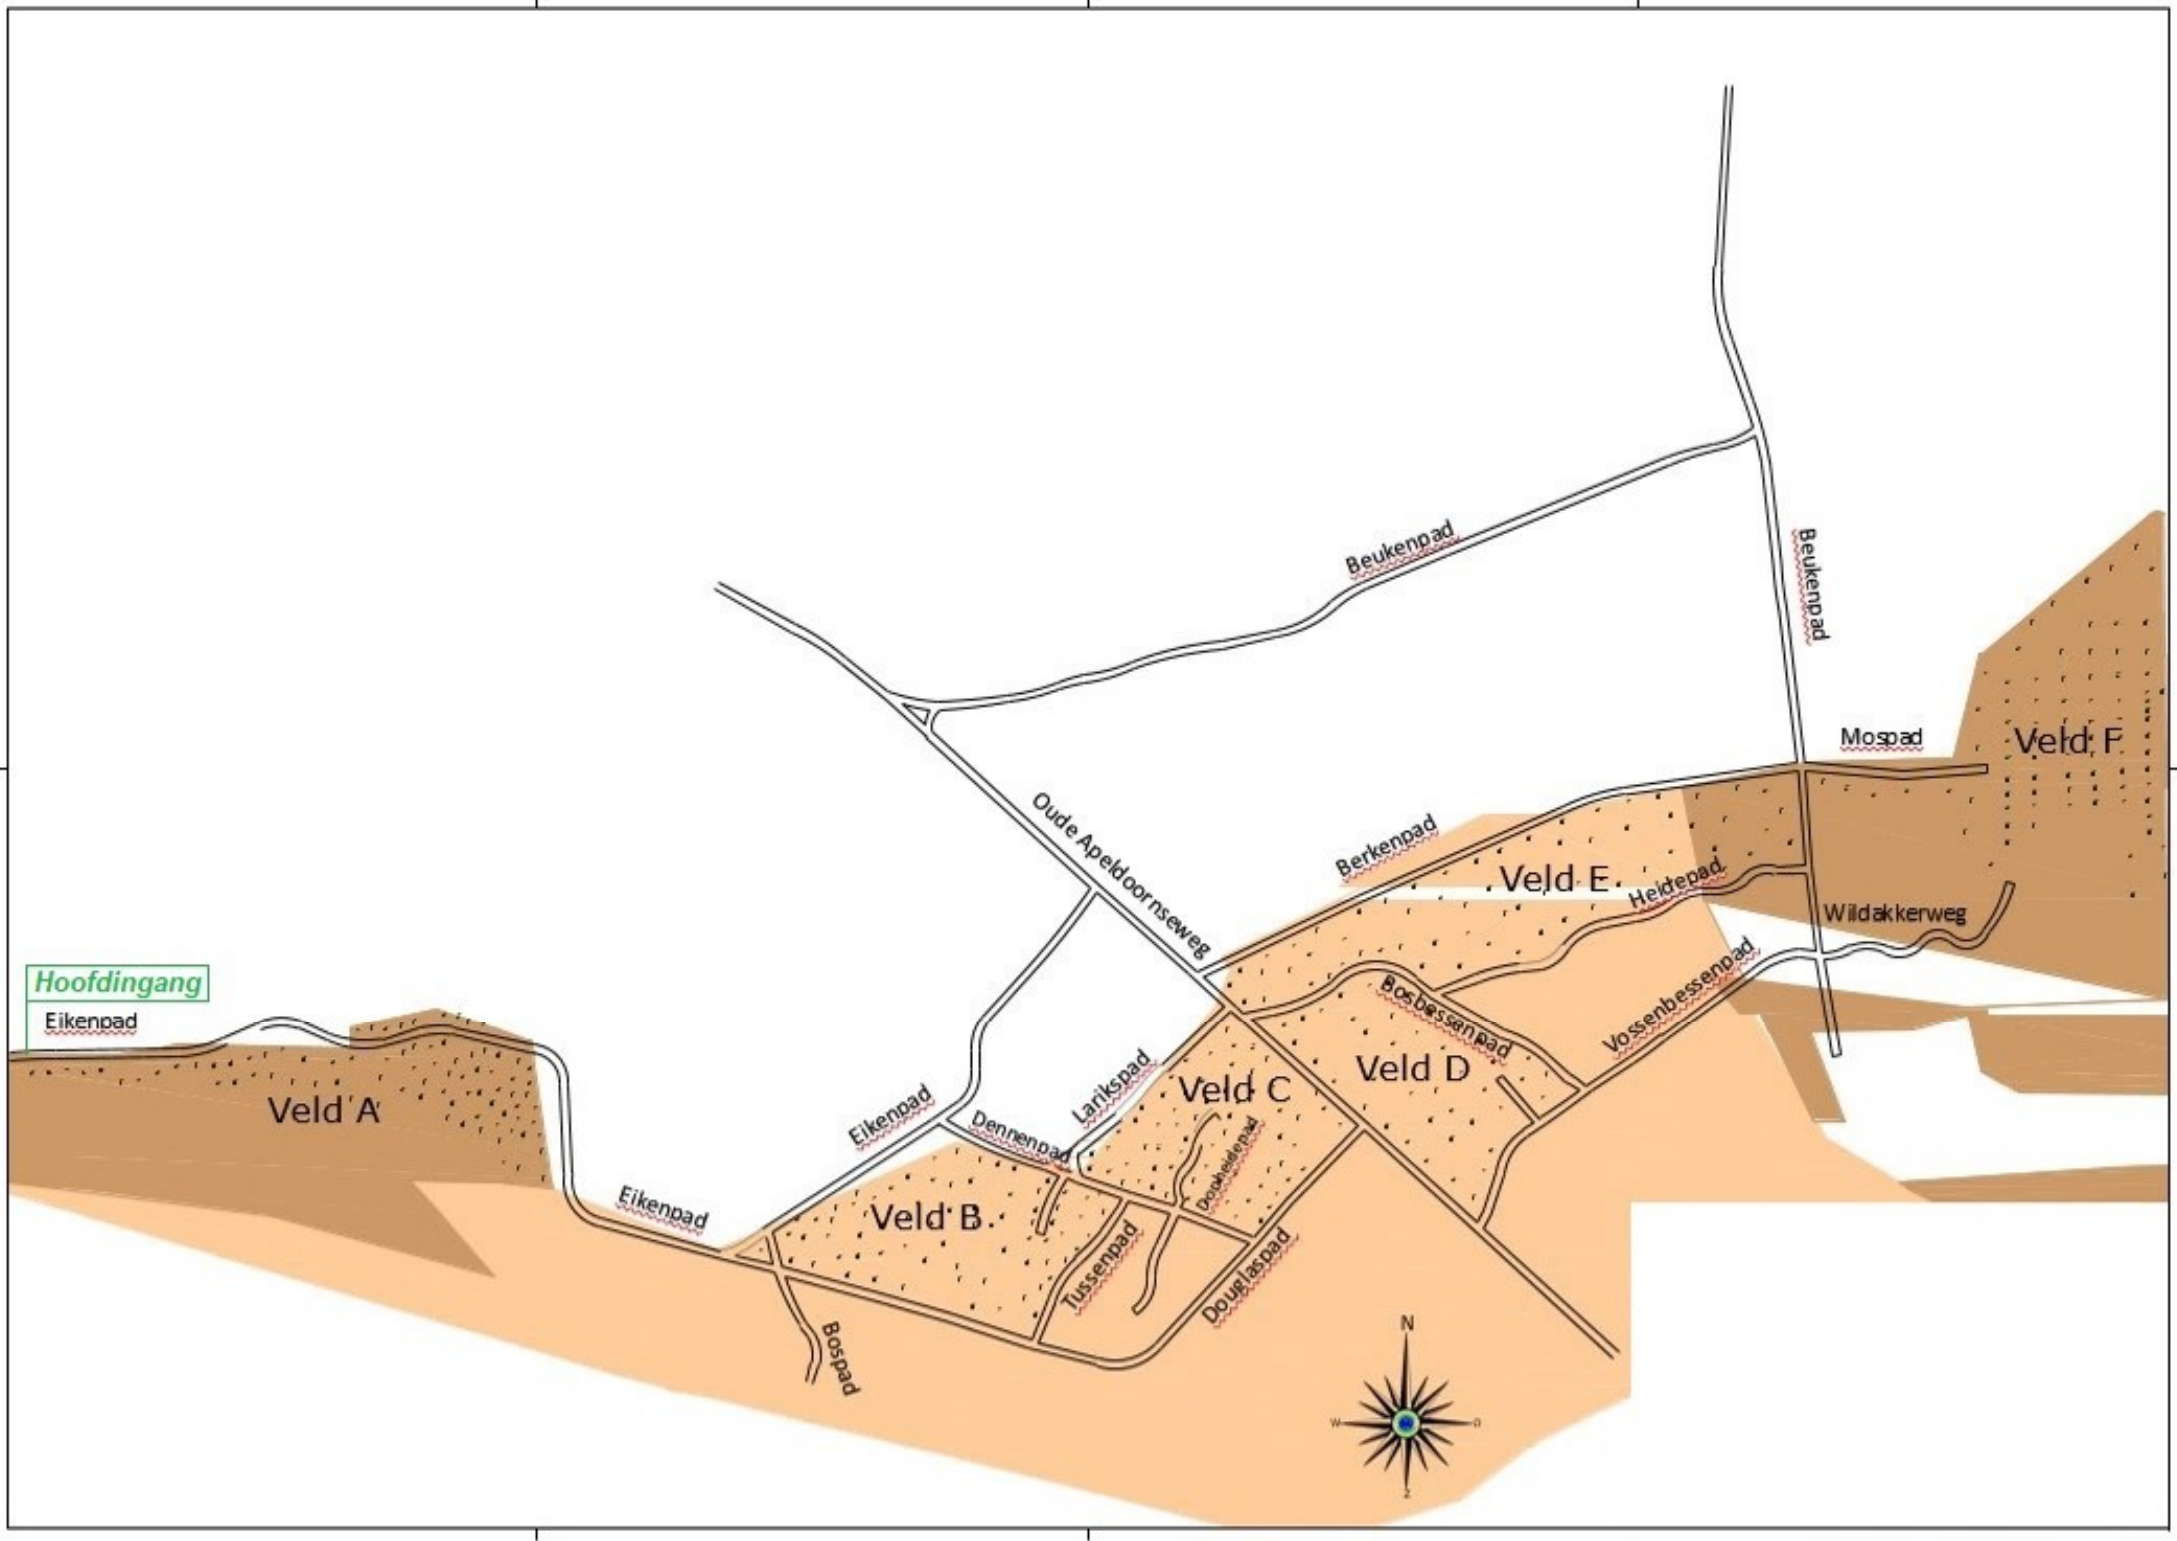 Beukenpad
Beukenpad
Mospad
Veld F
Oude Apeldoornseweg
Berkenpad
Veld E
Heidepad
Wildakkerweg
Hoofdingang
Eikenpad
Bosbessenpad
Vossenbessenpad
Veld A
Eikenpad
Dennenpad
Larikspad
Veld C
Veld D
Dopheidepad
Eikenpad
Veld B
Tussenpad
Douglaspad
Bospad
N
W
O
Z